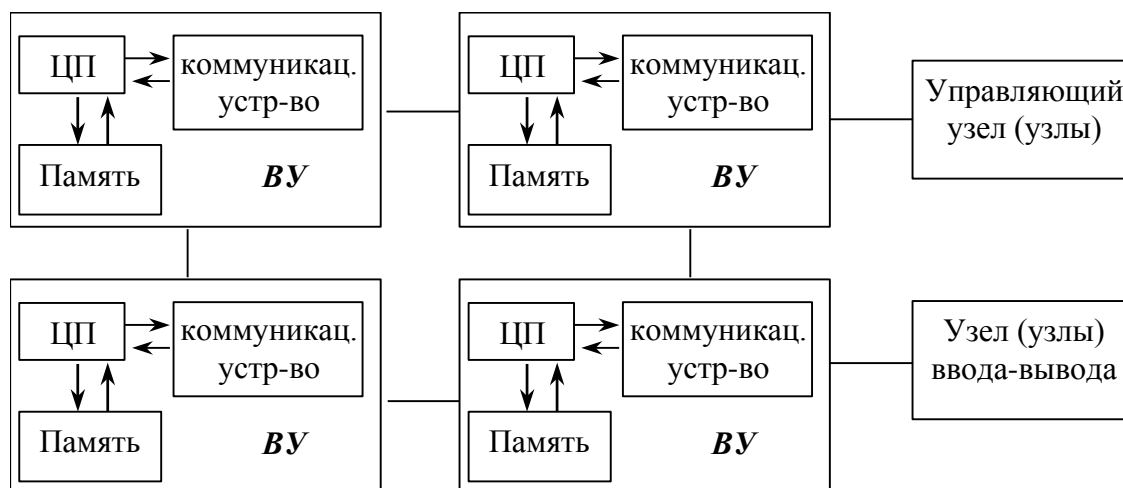 ЦП
коммуникац.
устр-во
Память
ВУ
ЦП
коммуникац.
устр-во
Память
ВУ
Управляющий
узел (узлы)
ЦП
коммуникац.
устр-во
Память
ВУ
ЦП
коммуникац.
устр-во
Память
ВУ
Узел (узлы)
ввода-вывода